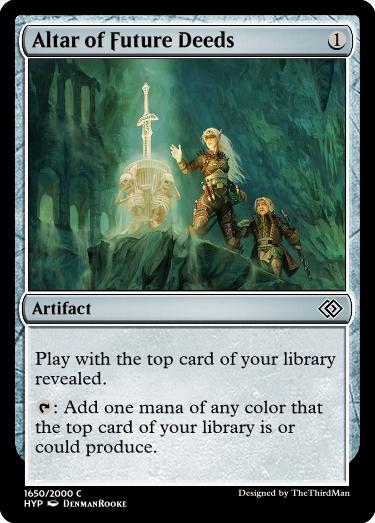 Altar of Future Deeds 1
Artifact
Play with the top card of your library
revealed.
: Add one mana of any color that
the top card of your library is or
could produce.
1650/2000 C
Designed by TheThirdMan
HYP DenmanRooke